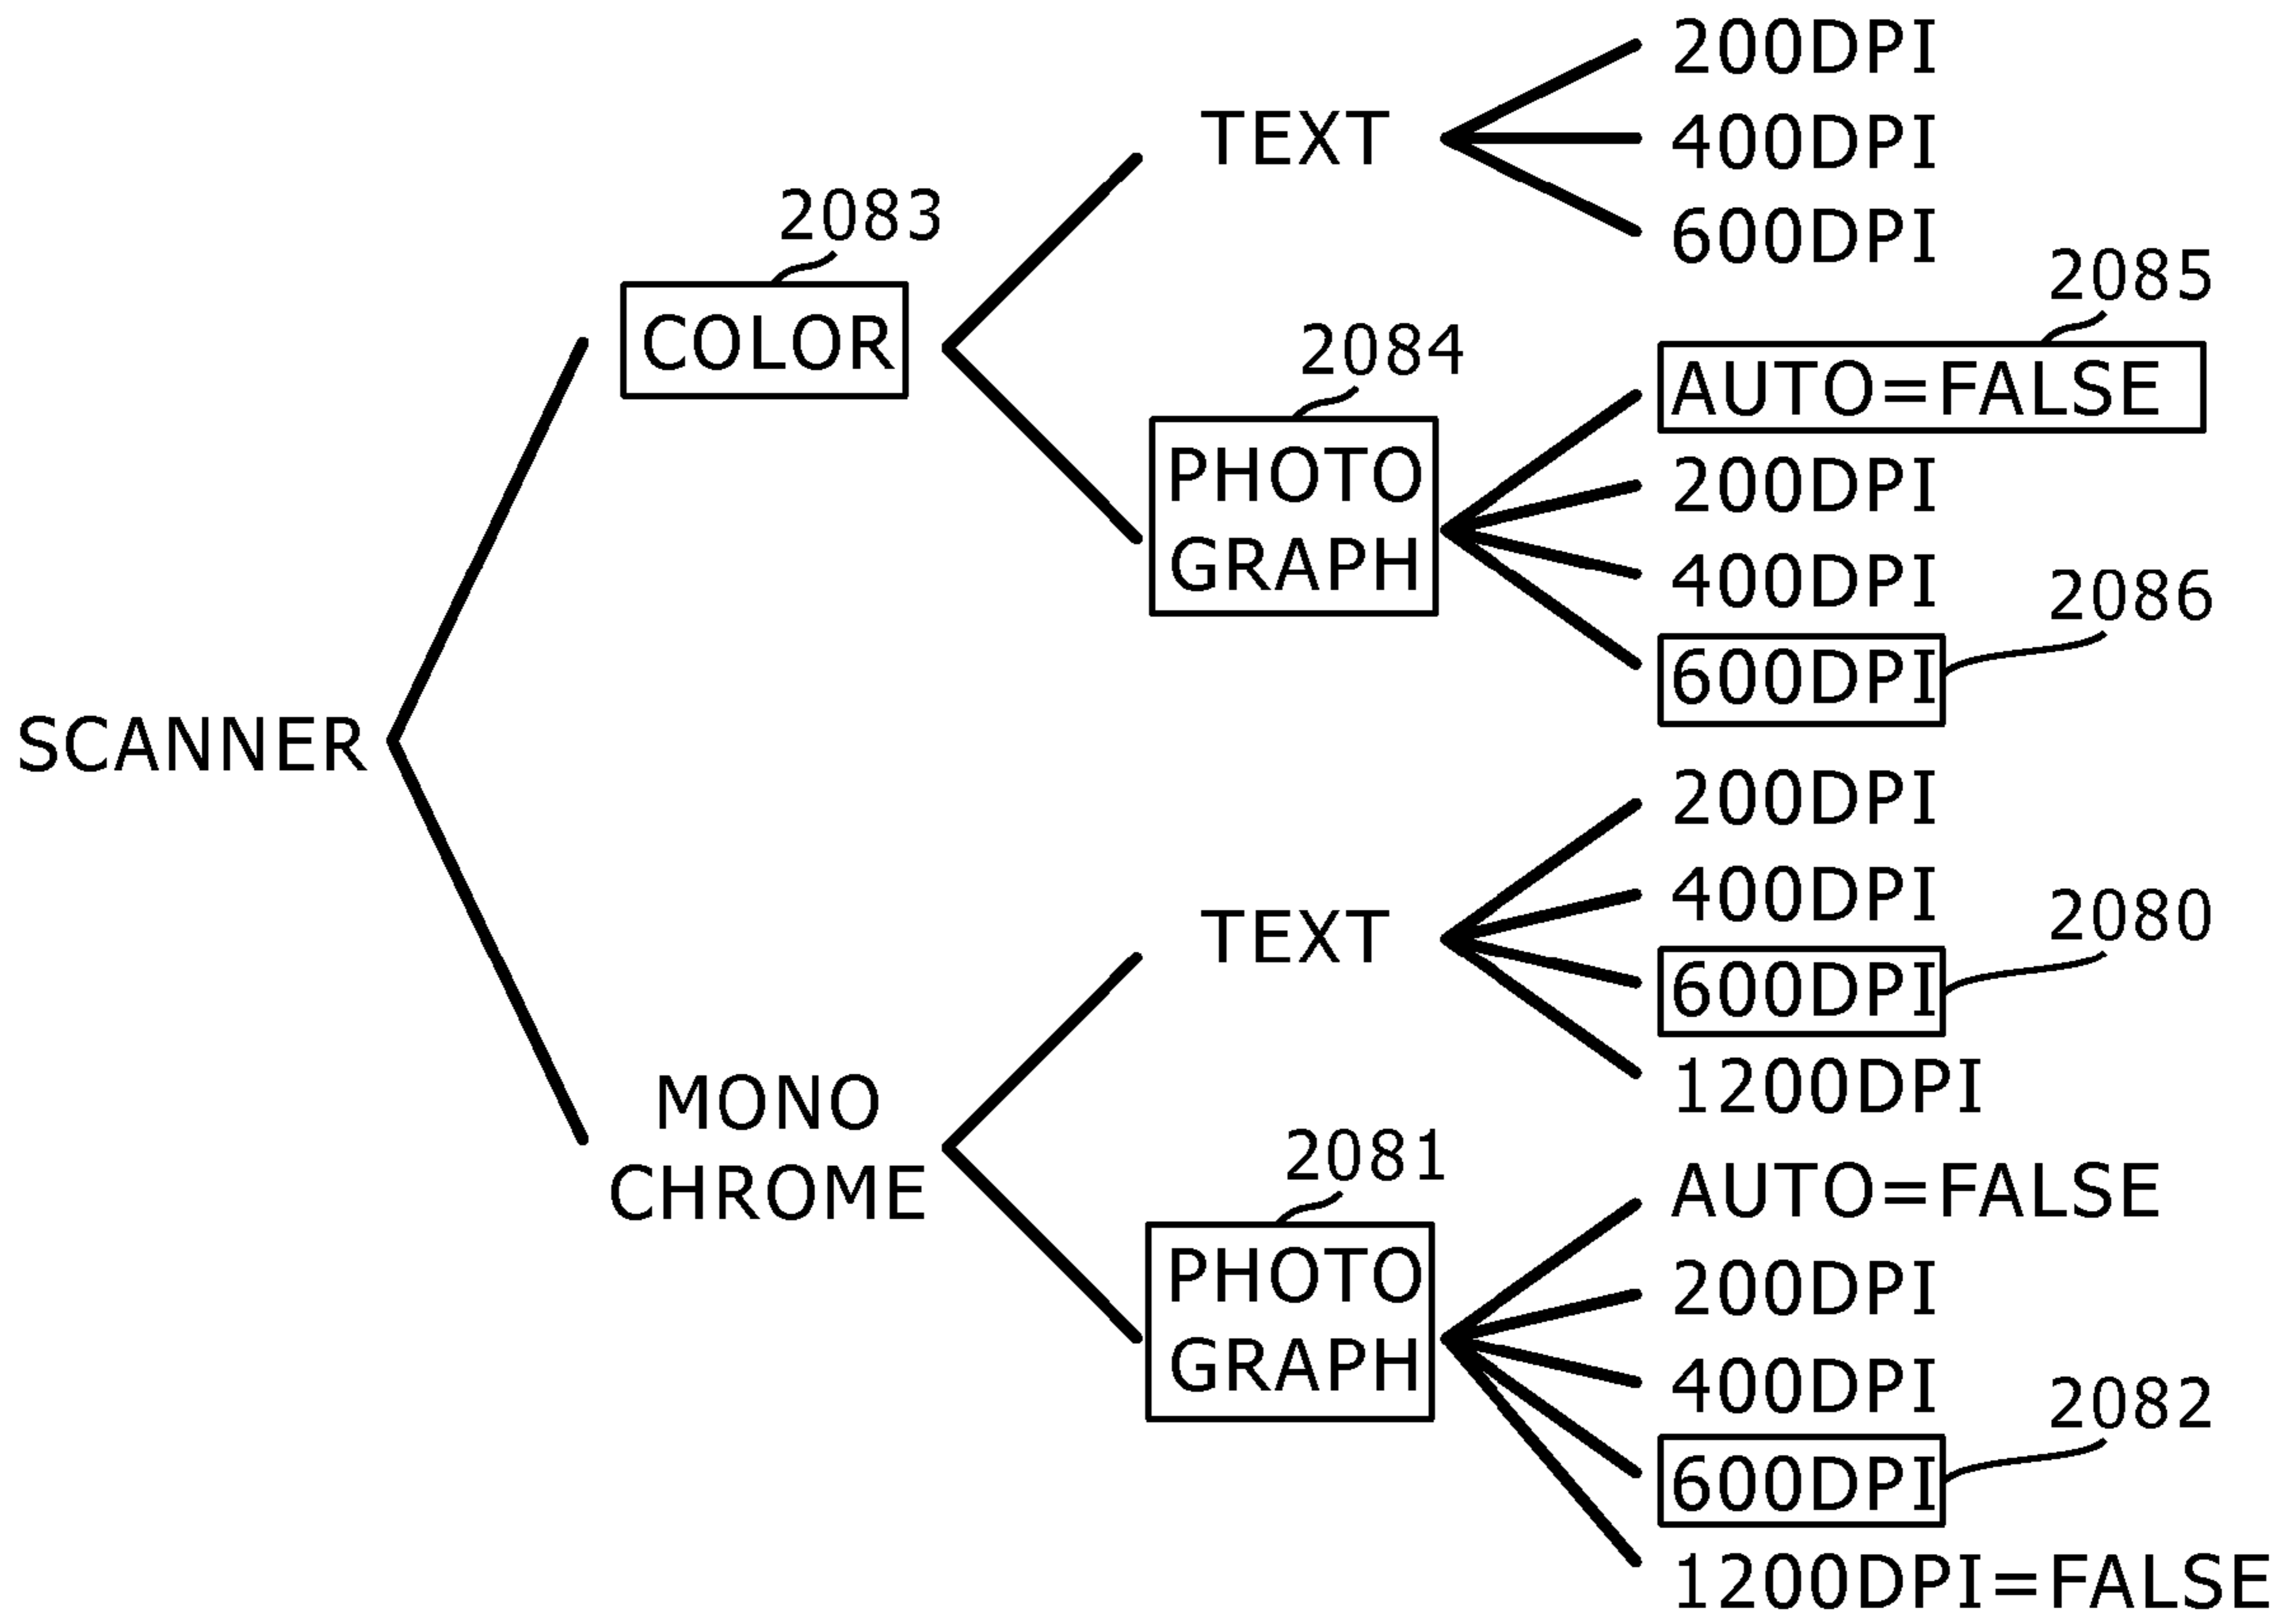 200DPI
TEXT
400DPI
600DPI
2083
COLOR
2085
2084
AUTO=FALSE
PHOTO
GRAPH
200DPI
400DPI
2086
600DPI
SCANNER
200DPI
TEXT
400DPI
2080
600DPI
1200DPI
MONO
CHROME
2081
PHOTO
GRAPH
AUTO=FALSE
200DPI
400DPI
2082
600DPI
1200DPI=FALSE